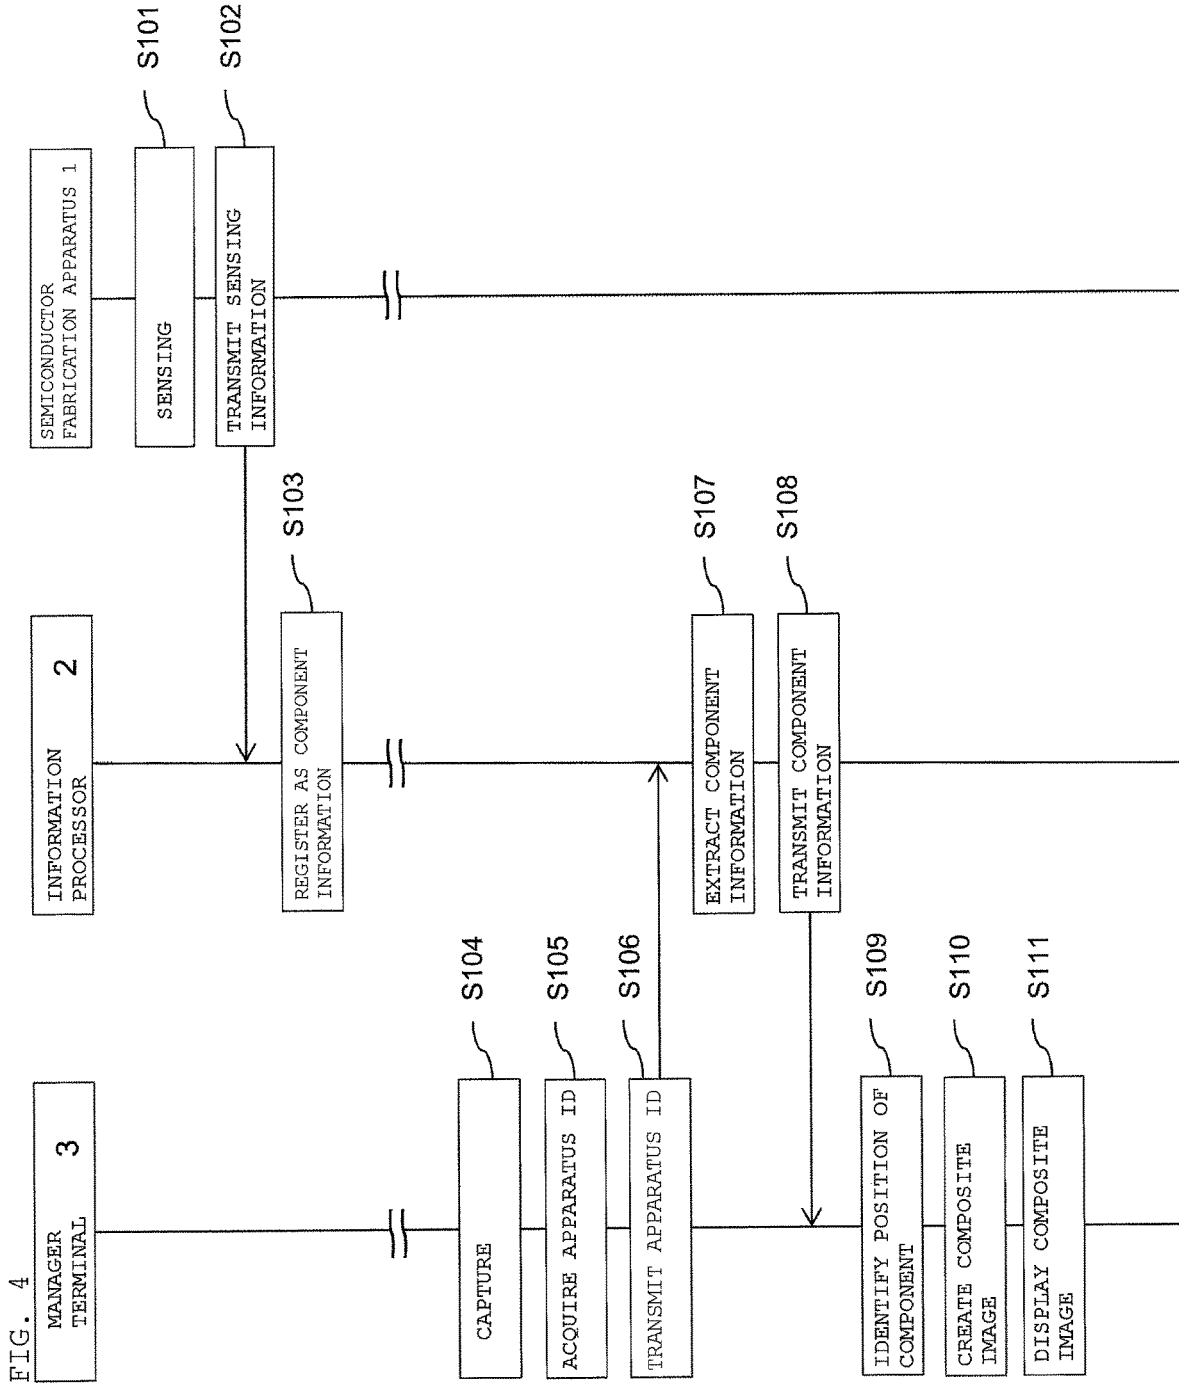 FIG. 4
MANAGER
TERMINAL 3
INFORMATION
PROCESSOR 2
SEMICONDUCTOR
FABRICATION APPARATUS 1
SENSING
S101
TRANSMIT SENSING
INFORMATION
S102
REGISTER AS COMPONENT
INFORMATION
S103
CAPTURE
S104
ACQUIRE APPARATUS ID
S105
TRANSMIT APPARATUS ID
S106
EXTRACT COMPONENT
INFORMATION
S107
TRANSMIT COMPONENT
INFORMATION
S108
IDENTIFY POSITION OF
COMPONENT
S109
CREATE COMPOSITE
IMAGE
S110
DISPLAY COMPOSITE
IMAGE
S111